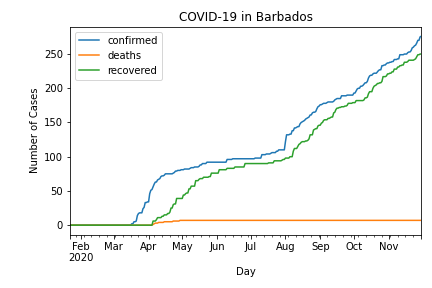 COVID-19 in Barbados
confirmed
deaths
recovered
Number of Cases
250
200
150
100
50
0
Feb Mar Apr May Jun Jul Aug Sep Oct Nov
2020
Day